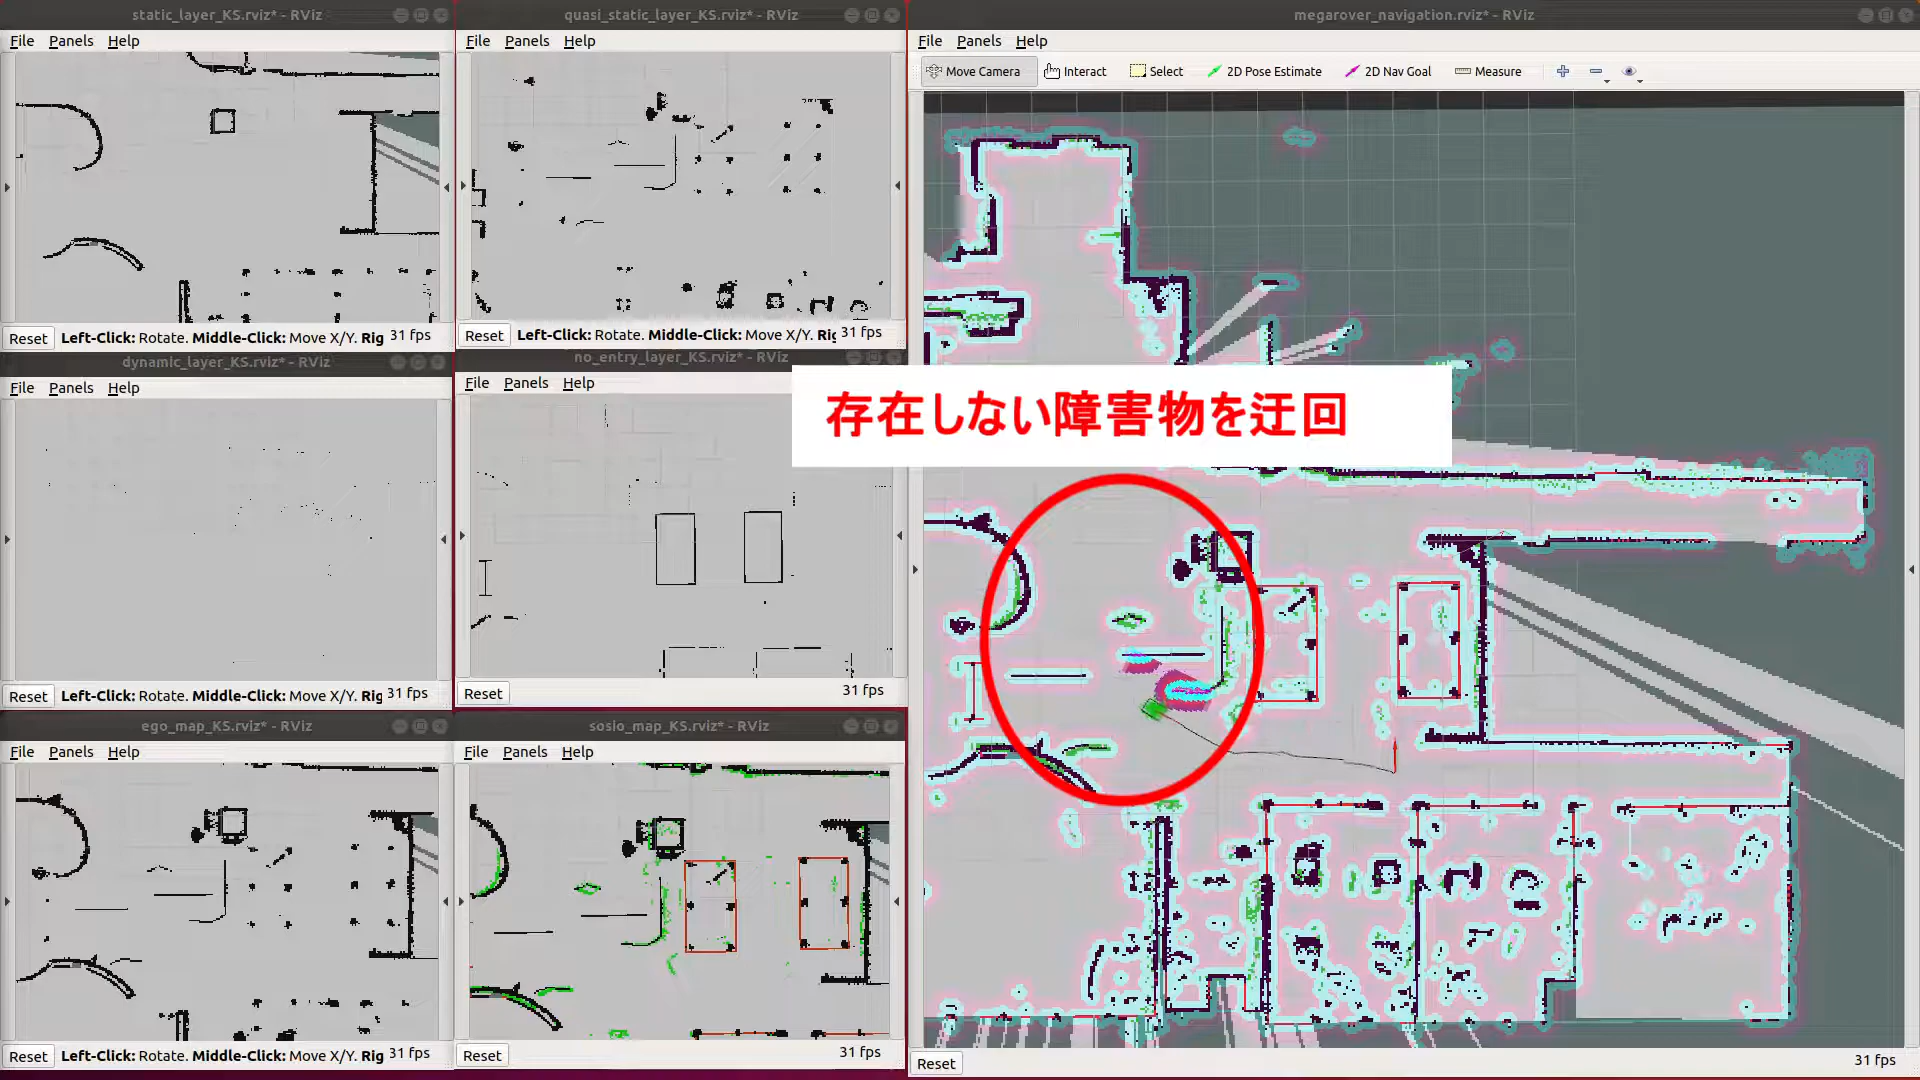 static_layer_KS.rviz* - RViz
File Panels Help
Reset Left-Click: Rotate. Middle-Click: Move X/Y. Rig 31 fps
quasi_static_layer_KS.rviz* - RViz
File Panels Help
Reset Left-Click: Rotate. Middle-Click: Move X/Y. Rig 31 fps
dynamic_layer_KS.rviz* - RViz
File Panels Help
Reset Left-Click: Rotate. Middle-Click: Move X/Y. Rig 31 fps
no_entry_layer_KS.rviz* - RViz
File Panels Help
Reset 31 fps
ego_map_KS.rviz* - RViz
File Panels Help
Reset Left-Click: Rotate. Middle-Click: Move X/Y. Rig 31 fps
sosio_map_KS.rviz* - RViz
File Panels Help
Reset 31 fps
megarover_navigation.rviz* - RViz
File Panels Help
Move Camera Interact Select 2D Pose Estimate 2D Nav Goal Measure
存在しない障害物を迂回
Reset 31 fps